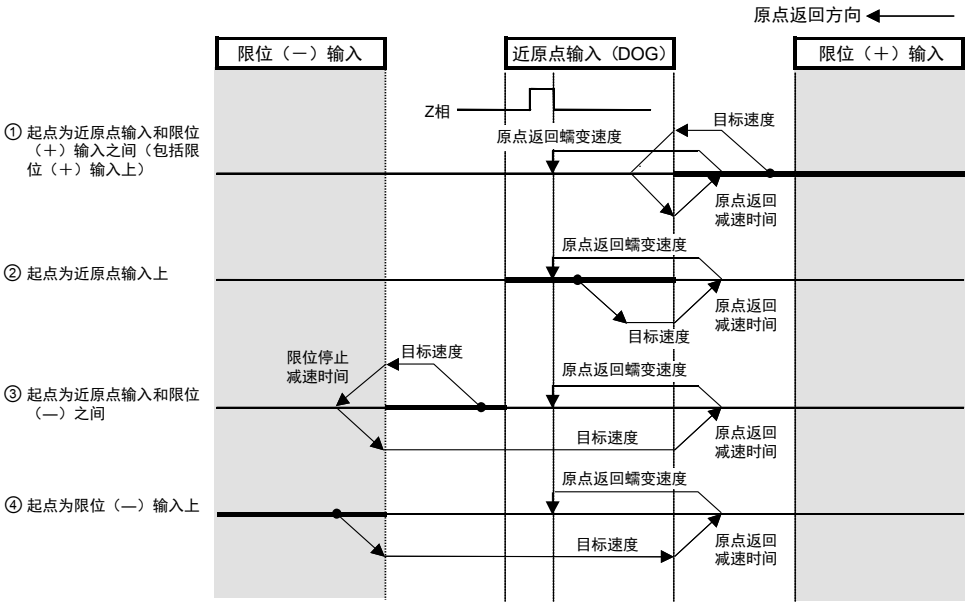 原点返回方向
限位（－）输入
近原点输入（DOG）
限位（＋）输入
Z相
① 起点为近原点输入和限位
（＋）输入之间（包括限
位（＋）输入上）
原点返回蠕变速度
目标速度
原点返回
减速时间
② 起点为近原点输入上
原点返回蠕变速度
原点返回
减速时间
目标速度
限位停止
减速时间
目标速度
③ 起点为近原点输入和限位
（—）之间
原点返回蠕变速度
目标速度
原点返回
减速时间
④ 起点为限位（—）输入上
原点返回蠕变速度
目标速度
原点返回
减速时间